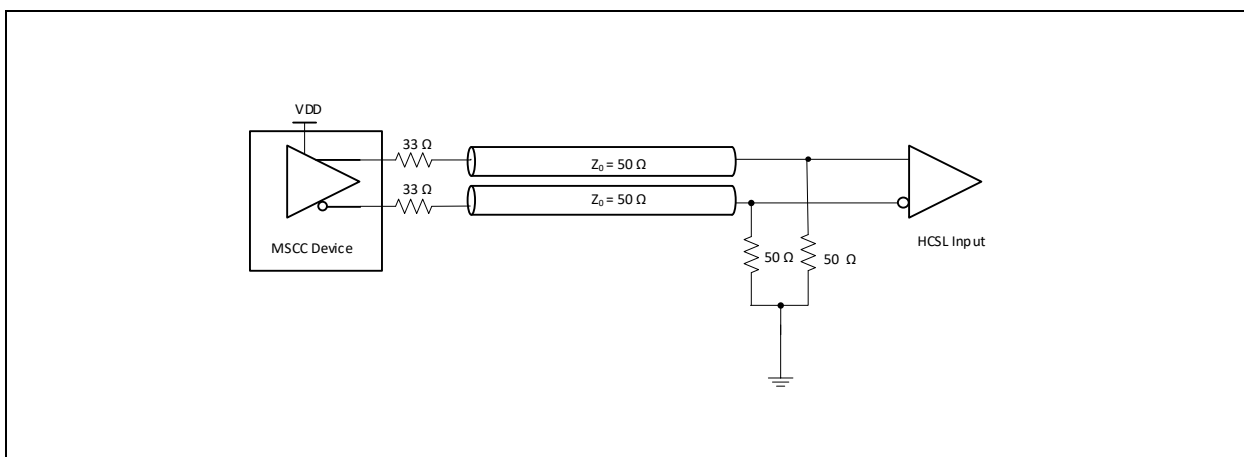 VDD
33 Ω
33 Ω
Z₀ = 50 Ω
Z₀ = 50 Ω
MSCC Device
50 Ω
50 Ω
HCSL Input